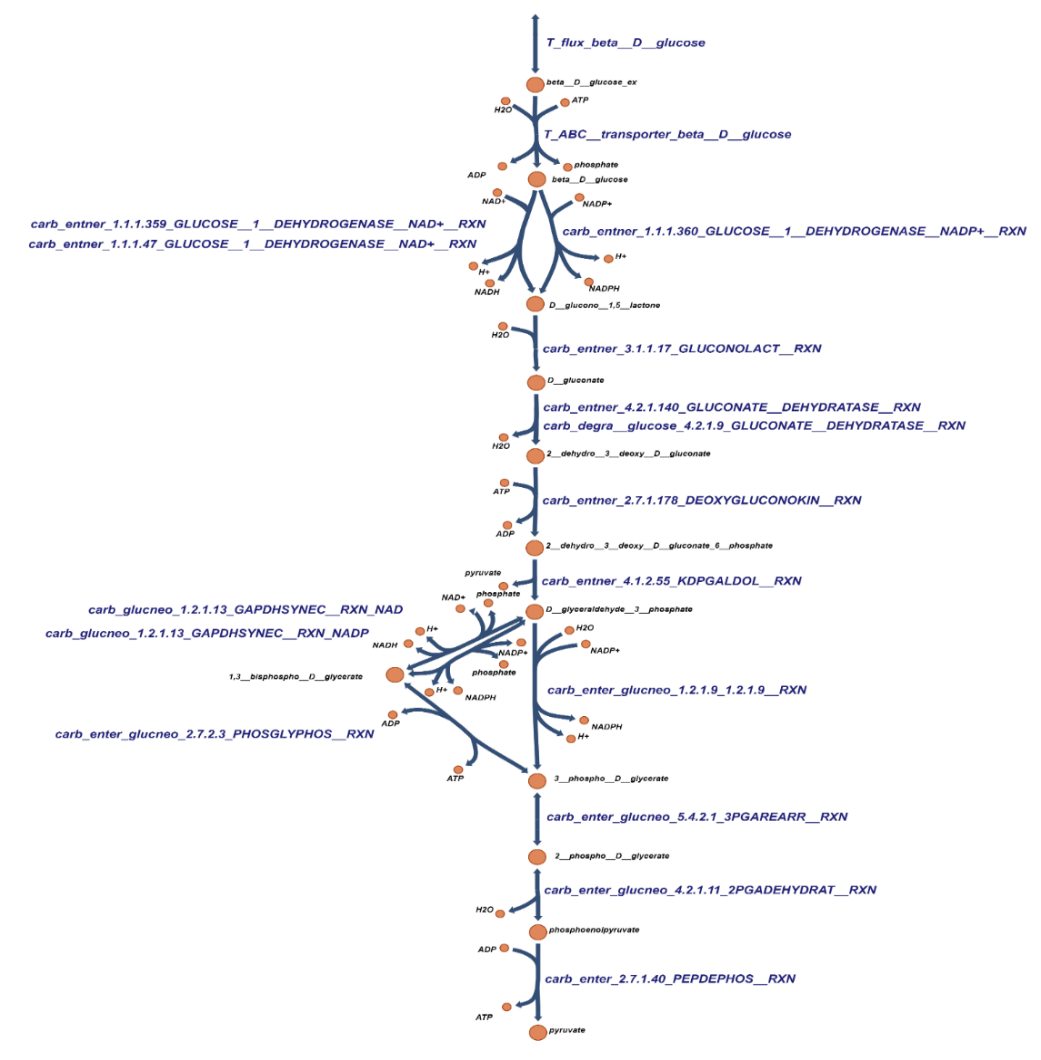 T_flux_beta__D__glucose
beta__D__glucose_ex
H2O
ATP
T_ABC__transporter_beta__D__glucose
ADP
phosphate
beta__D__glucose
NAD+
NADP+
carb_entner_1.1.1.359_GLUCOSE__1__DEHYDROGENASE__NAD+__RXN
carb_entner_1.1.1.47_GLUCOSE__1__DEHYDROGENASE__NAD+__RXN
carb_entner_1.1.1.360_GLUCOSE__1__DEHYDROGENASE__NADP+__RXN
H+
H+
NADH
NADPH
D__glucono__1,5__lactone
H2O
carb_entner_3.1.1.17_GLUCONOLACT__RXN
D__gluconate
carb_entner_4.2.1.140_GLUCONATE__DEHYDRATASE__RXN
carb_degra__glucose_4.2.1.9_GLUCONATE__DEHYDRATASE__RXN
H2O
2__dehydro__3__deoxy__D__gluconate
ATP
carb_entner_2.7.1.178_DEOXYGLUCONOKIN__RXN
ADP
2__dehydro__3__deoxy__D__gluconate_6__phosphate
pyruvate
carb_entner_4.1.2.55_KDPGALDOL__RXN
phosphate
NAD+
carb_glucneo_1.2.1.13_GAPDHSYNEC__RXN_NAD
D__glyceraldehyde__3__phosphate
carb_glucneo_1.2.1.13_GAPDHSYNEC__RXN_NADP
H+
H2O
NADH
NADP+
NADP+
phosphate
1,3__bisphospho__D__glycerate
H+
NADPH
carb_enter_glucneo_1.2.1.9_1.2.1.9__RXN
ADP
NADPH
carb_enter_glucneo_2.7.2.3_PHOSGLYPHOS__RXN
H+
ATP
3__phospho__D__glycerate
carb_enter_glucneo_5.4.2.1_3PGAREARR__RXN
2__phospho__D__glycerate
carb_enter_glucneo_4.2.1.11_2PGADEHYDRAT__RXN
H2O
phosphoenolpyruvate
ADP
carb_enter_2.7.1.40_PEPDEPHOS__RXN
ATP
pyruvate